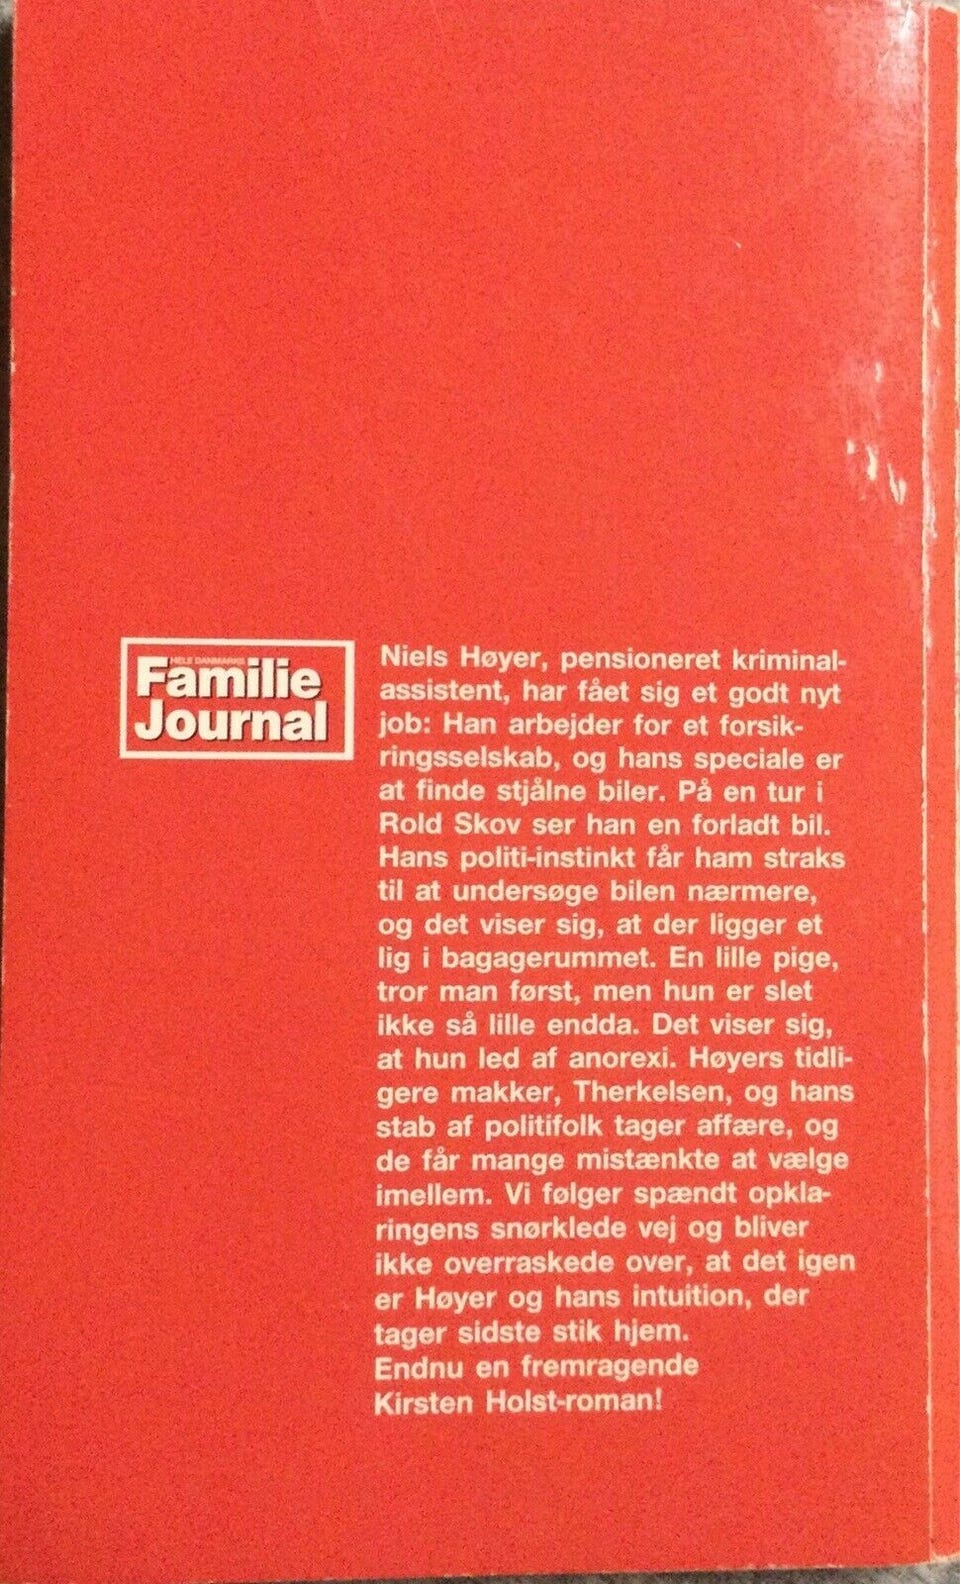 HELE DANMARKS
Familie
Journal
Niels Høyer, pensioneret kriminal-
assistent, har fået sig et godt nyt
job: Han arbejder for et forsik-
ringsselskab, og hans speciale er
at finde stjålne biler. På en tur i
Rold Skov ser han en forladt bil.
Hans politi-instinkt får ham straks
til at undersøge bilen nærmere,
og det viser sig, at der ligger et
lig i bagagerummet. En lille pige,
tror man først, men hun er slet
ikke så lille endda. Det viser sig,
at hun led af anorexi. Høyers tidli-
gere makker, Therkelsen, og hans
stab af politifolk tager affære, og
de får mange mistænkte at vælge
imellem. Vi følger spændt opkla-
ringens snørklede vej og bliver
ikke overraskede over, at det igen
er Høyer og hans intuition, der
tager sidste stik hjem.
Endnu en fremragende
Kirsten Holst-roman!